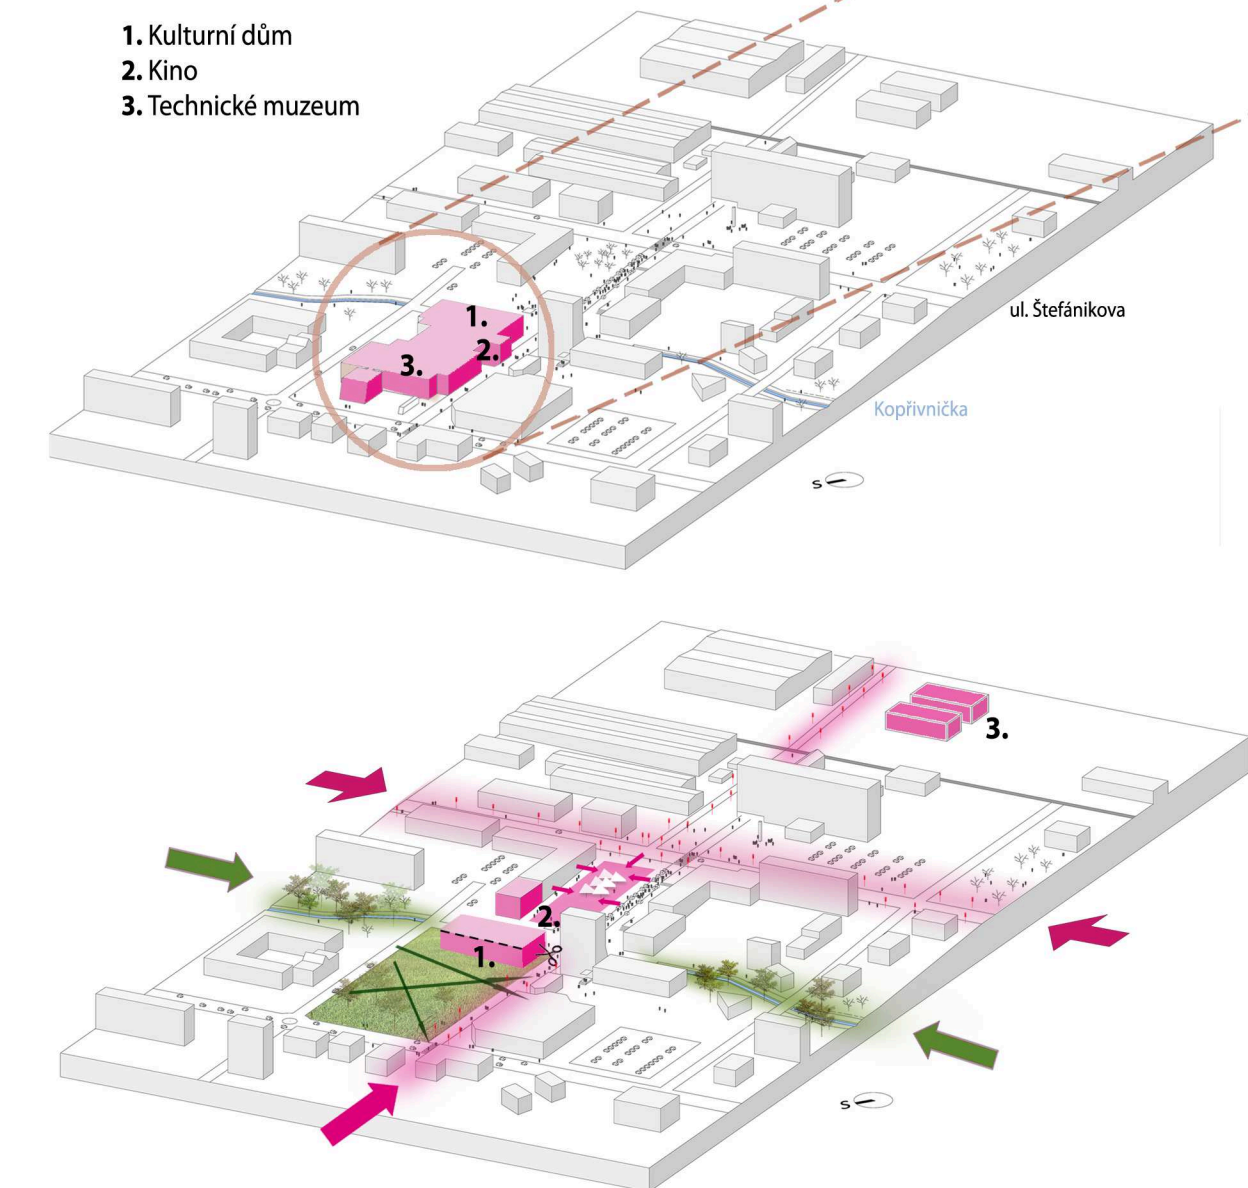 1. Kulturní dům
2. Kino
3. Technické muzeum
1.
2.
3.
ul. Štefánikova
Kopřivnička
S
3.
2.
1.
S